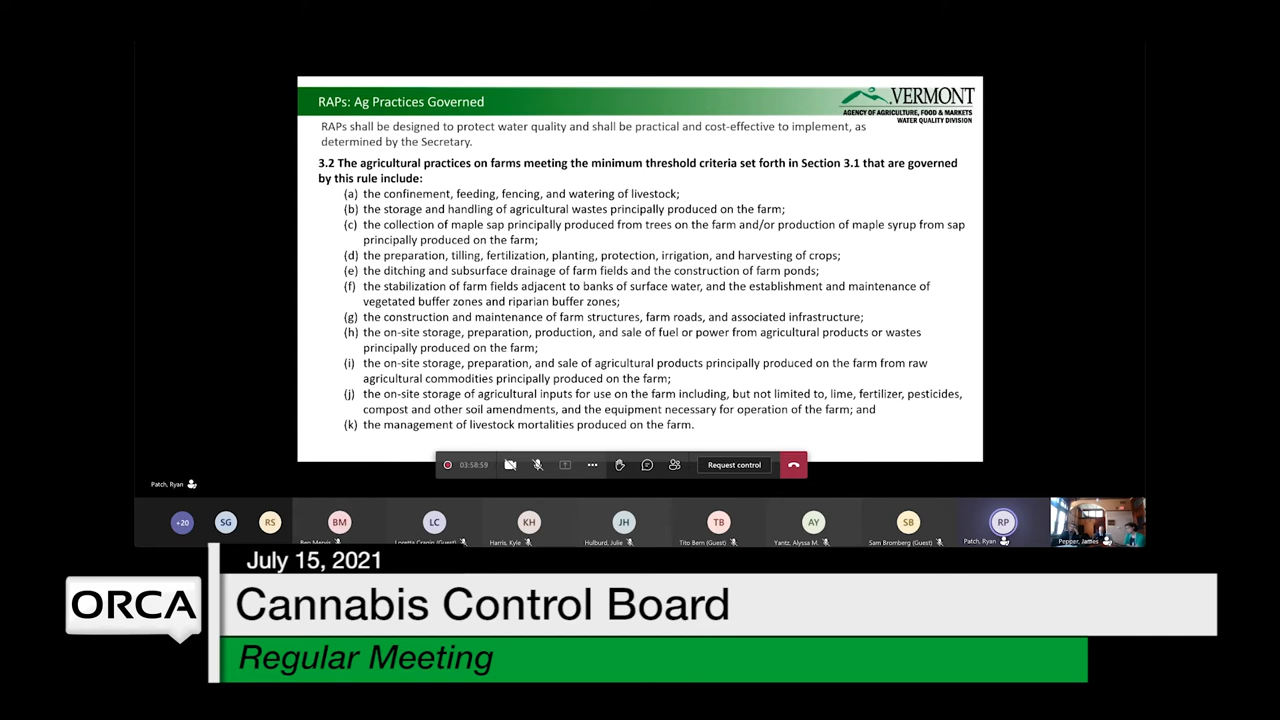 RAPs: Ag Practices Governed
VERMONT
AGENCY OF AGRICULTURE, FOOD & MARKETS
WATER QUALITY DIVISION
RAPs shall be designed to protect water quality and shall be practical and cost-effective to implement, as
determined by the Secretary.
3.2 The agricultural practices on farms meeting the minimum threshold criteria set forth in Section 3.1 that are governed
by this rule include:
(a) the confinement, feeding, fencing, and watering of livestock;
(b) the storage and handling of agricultural wastes principally produced on the farm;
(c) the collection of maple sap principally produced from trees on the farm and/or production of maple syrup from sap
principally produced on the farm;
(d) the preparation, tilling, fertilization, planting, protection, irrigation, and harvesting of crops;
(e) the ditching and subsurface drainage of farm fields and the construction of farm ponds;
(f) the stabilization of farm fields adjacent to banks of surface water, and the establishment and maintenance of
vegetated buffer zones and riparian buffer zones;
(g) the construction and maintenance of farm structures, farm roads, and associated infrastructure;
(h) the on-site storage, preparation, production, and sale of fuel or power from agricultural products or wastes
principally produced on the farm;
(i) the on-site storage, preparation, and sale of agricultural products principally produced on the farm from raw
agricultural commodities principally produced on the farm;
(j) the on-site storage of agricultural inputs for use on the farm including, but not limited to, lime, fertilizer, pesticides,
compost and other soil amendments, and the equipment necessary for operation of the farm; and
(k) the management of livestock mortalities produced on the farm.
03:58:59
Request control
Patch, Ryan
+20 SG RS BM LC KH JH TB AY SB RP
Ben Mervis Loretta Cragin (Guest) Harris, Kyle Hulburd, Julie Tito Bern (Guest) Yantz, Alyssa M. Sam Bromberg (Guest) Patch, Ryan Pepper, James
July 15, 2021
ORCA
Cannabis Control Board
Regular Meeting